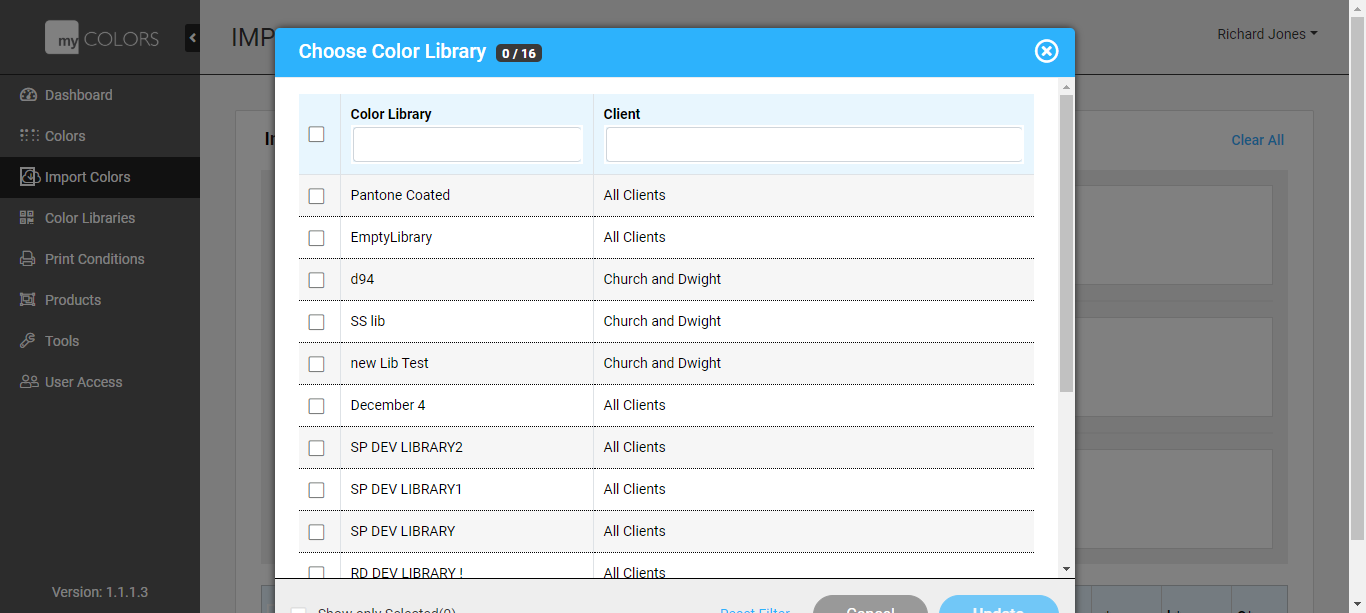 my COLORS
IMP
Richard Jones
Choose Color Library 0 / 16
Dashboard
Colors
Import Colors
Color Libraries
Print Conditions
Products
Tools
User Access
Version: 1.1.1.3
Clear All
Color Library Client
Pantone Coated All Clients
EmptyLibrary All Clients
d94 Church and Dwight
SS lib Church and Dwight
new Lib Test Church and Dwight
December 4 All Clients
SP DEV LIBRARY2 All Clients
SP DEV LIBRARY1 All Clients
SP DEV LIBRARY All Clients
RD DEV LIBRARY ! All Clients
Show only Selected(0) Reset Filter Cancel Update